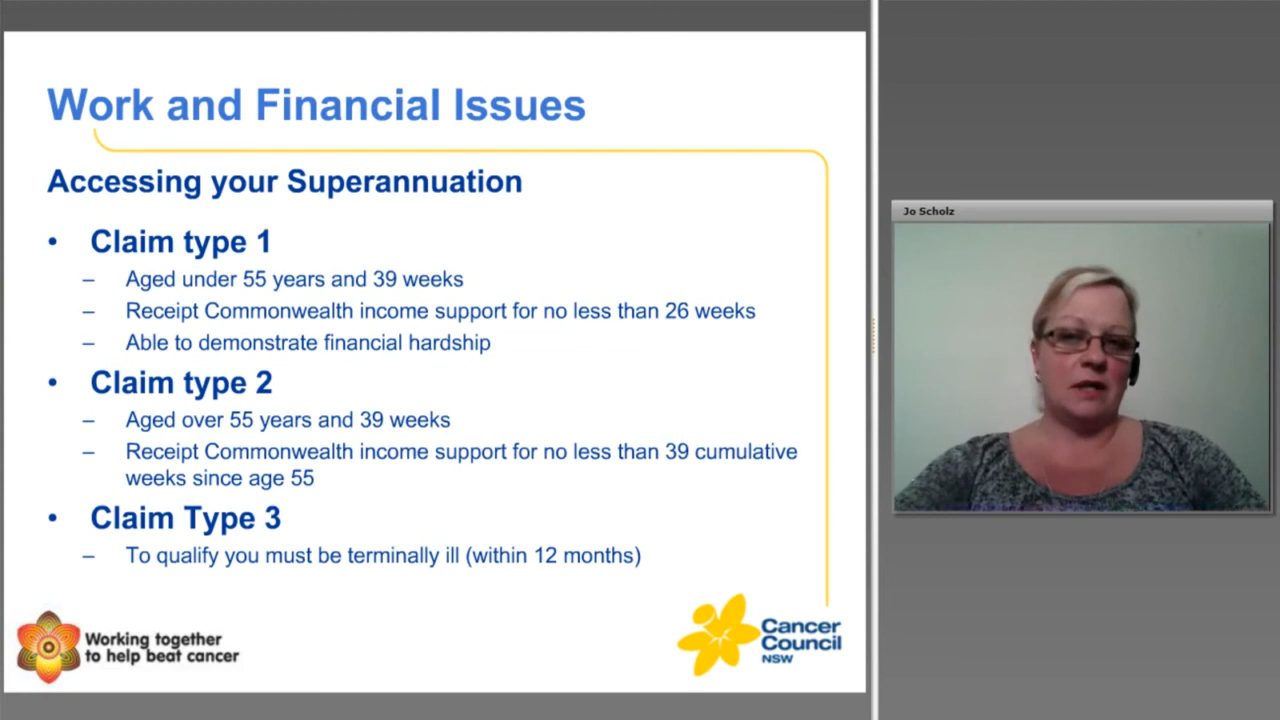 Work and Financial Issues
Accessing your Superannuation
• Claim type 1
– Aged under 55 years and 39 weeks
– Receipt Commonwealth income support for no less than 26 weeks
– Able to demonstrate financial hardship
• Claim type 2
– Aged over 55 years and 39 weeks
– Receipt Commonwealth income support for no less than 39 cumulative
weeks since age 55
• Claim Type 3
– To qualify you must be terminally ill (within 12 months)
Working together
to help beat cancer
Cancer
Council
NSW
Jo Scholz